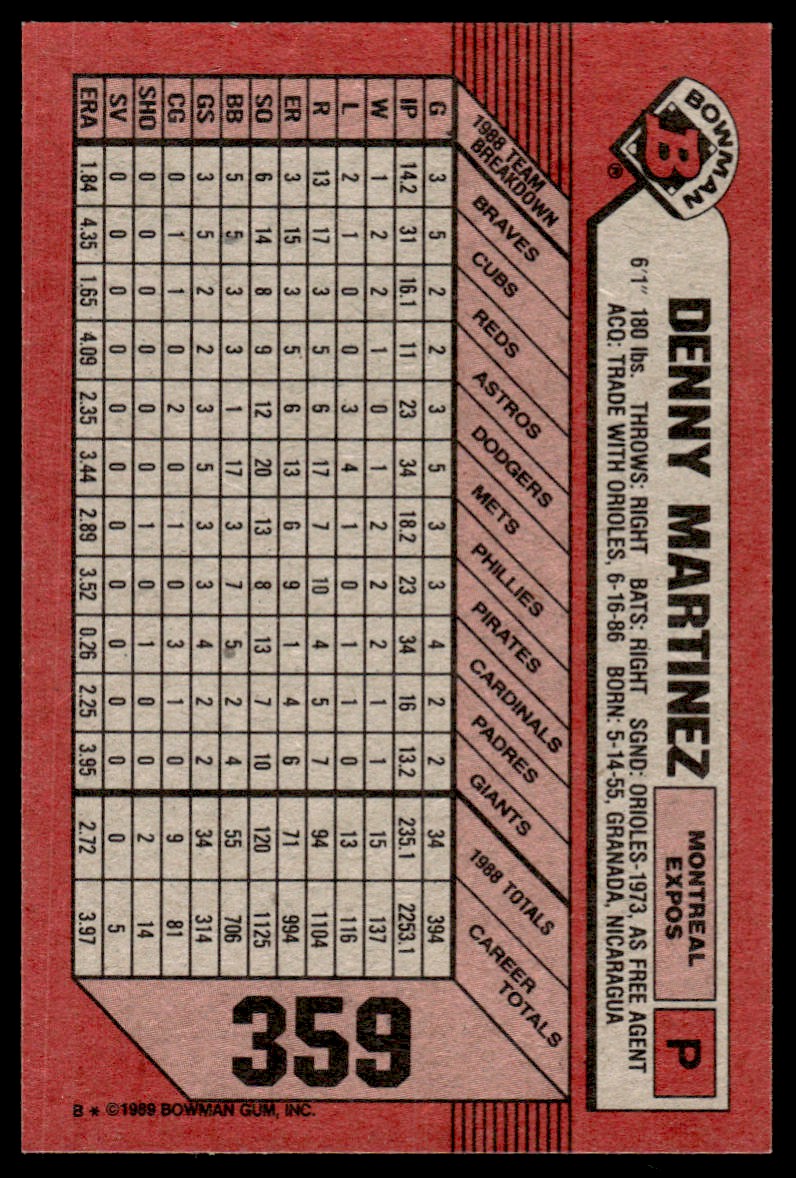 BOWMAN
B
®
DENNY MARTINEZ
MONTREAL
EXPOS
P
6'1" 180 lbs. THROWS: RIGHT BATS: RIGHT SGND: ORIOLES-1973, AS FREE AGENT
ACQ: TRADE WITH ORIOLES, 6-16-86 BORN: 5-14-55, GRANADA, NICARAGUA
1988 TEAM
BREAKDOWN
G IP W L R ER SO BB GS CG SHO SV ERA
BRAVES 3 14.2 1 2 13 3 6 5 3 0 0 0 1.84
CUBS 5 31 2 1 17 15 14 5 5 1 0 0 4.35
REDS 2 16.1 2 0 3 3 8 3 2 1 0 0 1.65
ASTROS 2 11 1 0 5 5 9 3 2 0 0 0 4.09
DODGERS 3 23 0 3 6 6 12 1 3 2 0 0 2.35
METS 5 34 1 4 17 13 20 17 5 0 0 0 3.44
PHILLIES 3 18.2 2 1 7 6 13 3 3 1 1 0 2.89
PIRATES 3 23 2 0 10 9 8 7 3 0 0 0 3.52
CARDINALS 4 34 2 1 4 1 13 5 4 3 1 0 0.26
PADRES 2 16 1 1 5 4 7 2 2 1 0 0 2.25
GIANTS 2 13.2 1 0 7 6 10 4 2 0 0 0 3.95
1988 TOTALS 34 235.1 15 13 94 71 120 55 34 9 2 0 2.72
CAREER
TOTALS 394 2253.1 137 116 1104 994 1125 706 314 81 14 5 3.97
359
B * ©1989 BOWMAN GUM, INC.